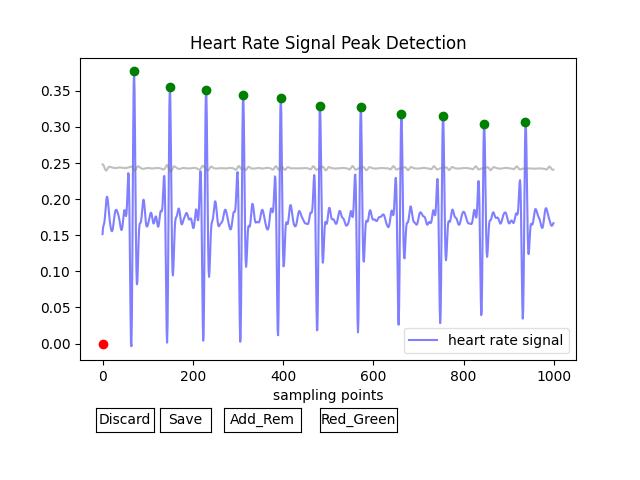 Heart Rate Signal Peak Detection
0.35
0.30
0.25
0.20
0.15
0.10
0.05
0.00
heart rate signal
0 200 400 600 800 1000
sampling points
Discard Save Add_Rem Red_Green